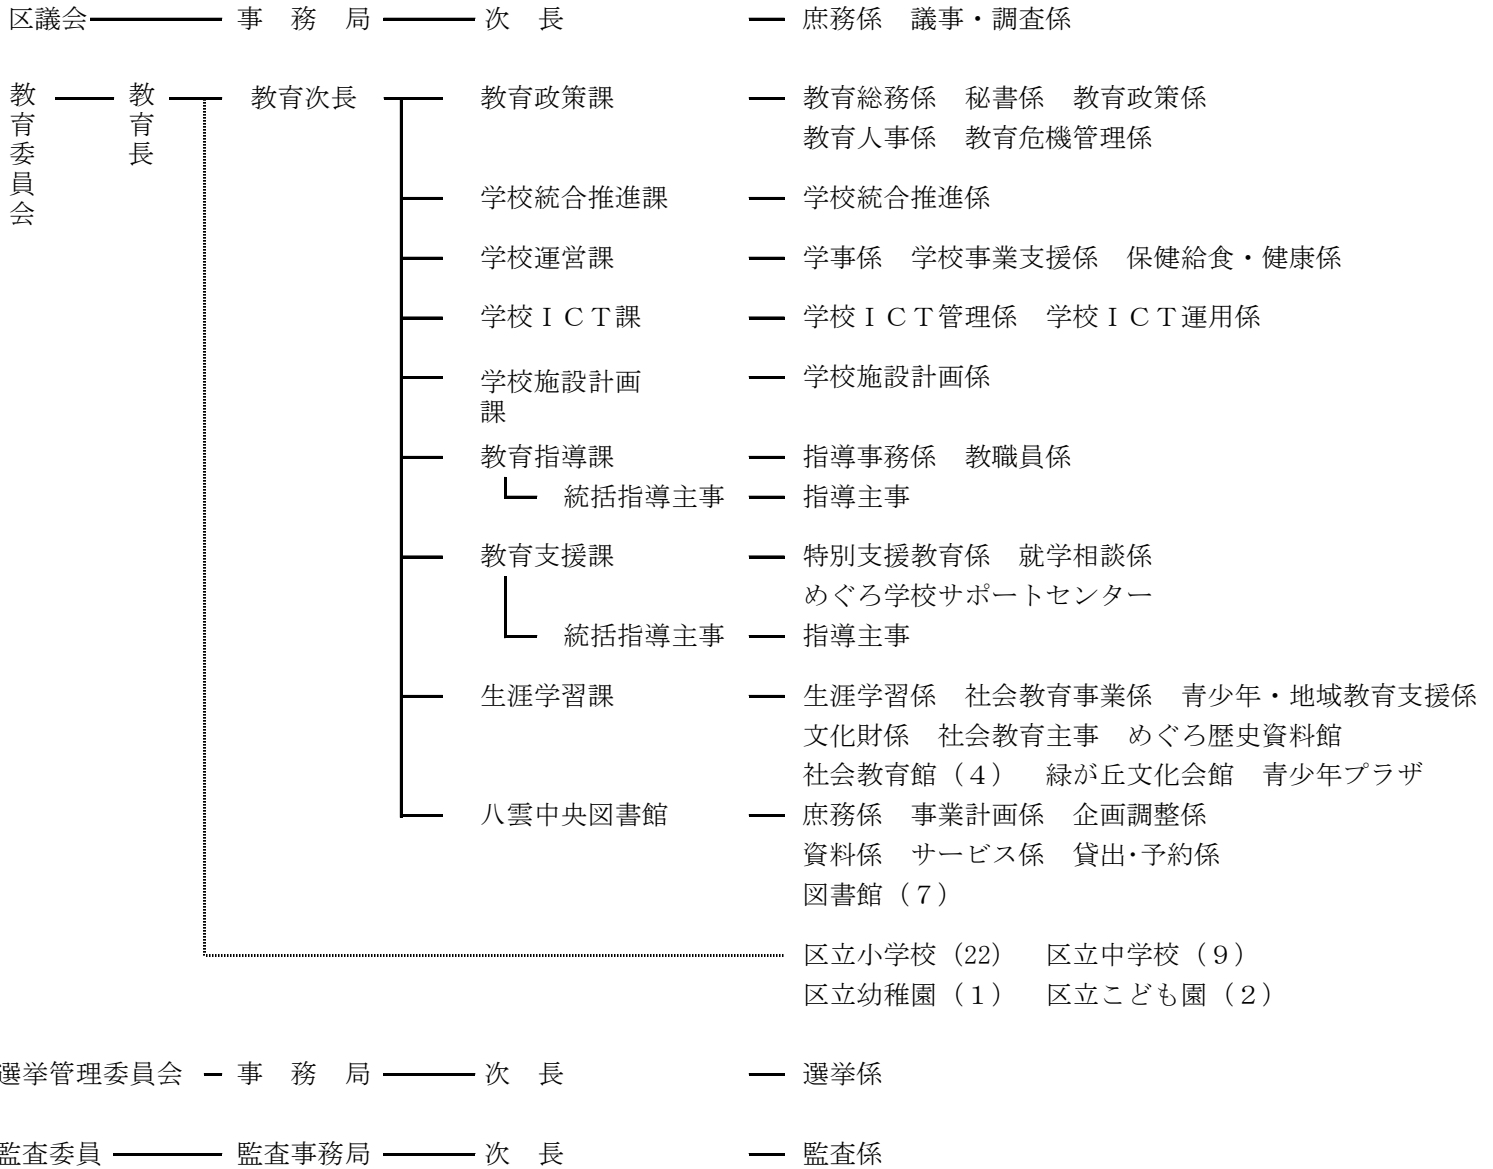 区議会 事 務 局 次 長 庶務係 議事・調査係
教育委員会 教育長 教育次長 教育政策課 教育総務係 秘書係 教育政策係
教育人事係 教育危機管理係
学校統合推進課 学校統合推進係
学校運営課 学事係 学校事業支援係 保健給食・健康係
学校ＩＣＴ課 学校ＩＣＴ管理係 学校ＩＣＴ運用係
学校施設計画 学校施設計画係
課
教育指導課 指導事務係 教職員係
統括指導主事 指導主事
教育支援課 特別支援教育係 就学相談係
めぐろ学校サポートセンター
統括指導主事 指導主事
生涯学習課 生涯学習係 社会教育事業係 青少年・地域教育支援係
文化財係 社会教育主事 めぐろ歴史資料館
社会教育館（４） 緑が丘文化会館 青少年プラザ
八雲中央図書館 庶務係 事業計画係 企画調整係
資料係 サービス係 貸出・予約係
図書館（７）
区立小学校（22） 区立中学校（９）
区立幼稚園（１） 区立こども園（２）
選挙管理委員会 事 務 局 次 長 選挙係
監査委員 監査事務局 次 長 監査係